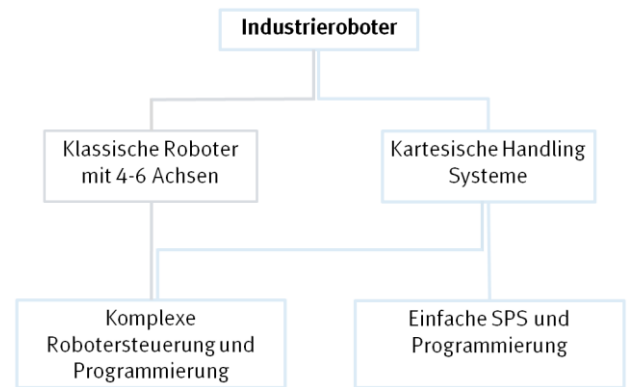 Industrieroboter
Klassische Roboter
mit 4-6 Achsen
Kartesische Handling
Systeme
Komplexe
Robotersteuerung und
Programmierung
Einfache SPS und
Programmierung